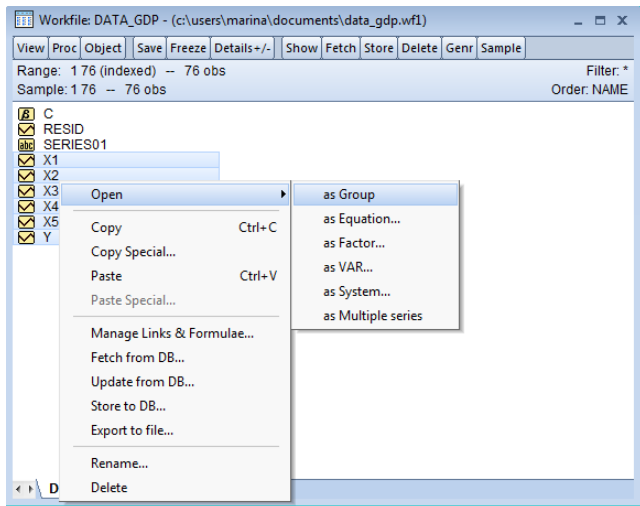 Workfile: DATA_GDP - (c:\users\marina\documents\data_gdp.wf1)
View Proc Object Save Freeze Details+/- Show Fetch Store Delete Genr Sample
Range: 1 76 (indexed) -- 76 obs Filter: *
Sample: 1 76 -- 76 obs Order: NAME
β C
RESID
abc SERIES01
X1
X2
X3
X4
X5
Y
Open
Copy Ctrl+C
Copy Special...
Paste Ctrl+V
Paste Special...
Manage Links & Formulae...
Fetch from DB...
Update from DB...
Store to DB...
Export to file...
Rename...
Delete
as Group
as Equation...
as Factor...
as VAR...
as System...
as Multiple series
D